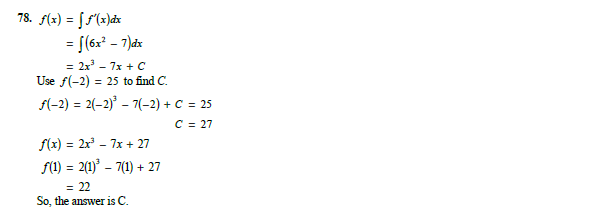 78. f(x) = ∫ f′(x)dx
= ∫(6x² − 7)dx
= 2x³ − 7x + C
Use f(−2) = 25 to find C.
f(−2) = 2(−2)³ − 7(−2) + C = 25
C = 27
f(x) = 2x³ − 7x + 27
f(1) = 2(1)³ − 7(1) + 27
= 22
So, the answer is C.